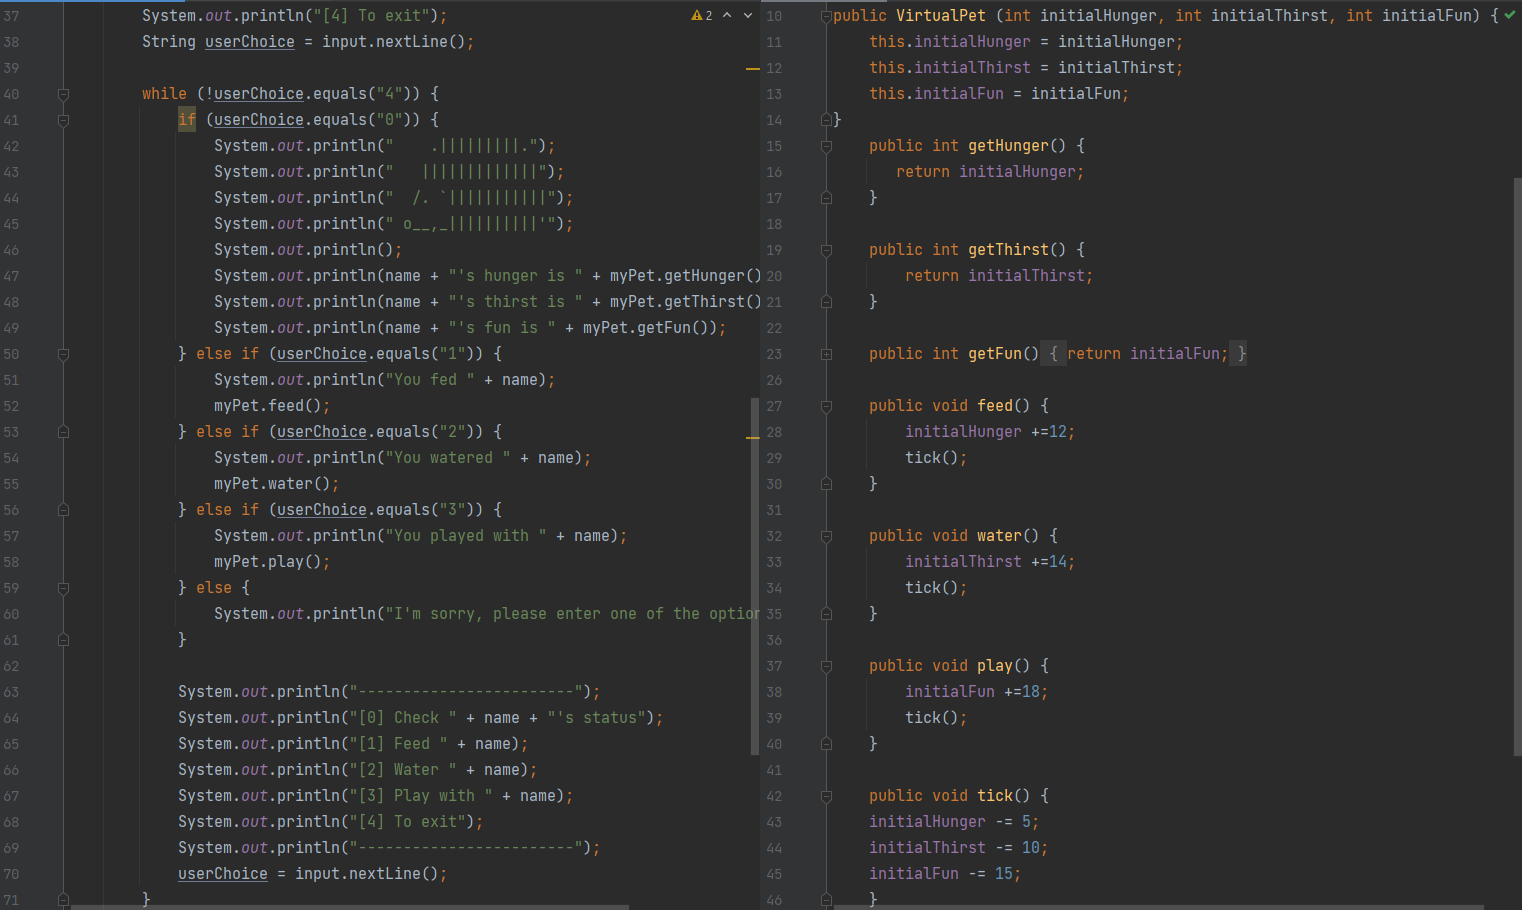 37 System.out.println("[4] To exit");
38 String userChoice = input.nextLine();
39
40 while (!userChoice.equals("4")) {
41 if (userChoice.equals("0")) {
42 System.out.println("    .|||||||||.");
43 System.out.println("   |||||||||||||");
44 System.out.println("  /. `|||||||||||");
45 System.out.println(" o__,_||||||||||'");
46 System.out.println();
47 System.out.println(name + "'s hunger is " + myPet.getHunger()
48 System.out.println(name + "'s thirst is " + myPet.getThirst()
49 System.out.println(name + "'s fun is " + myPet.getFun());
50 } else if (userChoice.equals("1")) {
51 System.out.println("You fed " + name);
52 myPet.feed();
53 } else if (userChoice.equals("2")) {
54 System.out.println("You watered " + name);
55 myPet.water();
56 } else if (userChoice.equals("3")) {
57 System.out.println("You played with " + name);
58 myPet.play();
59 } else {
60 System.out.println("I'm sorry, please enter one of the option
61 }
62
63 System.out.println("------------------------");
64 System.out.println("[0] Check " + name + "'s status");
65 System.out.println("[1] Feed " + name);
66 System.out.println("[2] Water " + name);
67 System.out.println("[3] Play with " + name);
68 System.out.println("[4] To exit");
69 System.out.println("------------------------");
70 userChoice = input.nextLine();
71 }
2
10 public VirtualPet (int initialHunger, int initialThirst, int initialFun) {
11 this.initialHunger = initialHunger;
12 this.initialThirst = initialThirst;
13 this.initialFun = initialFun;
14 }
15 public int getHunger() {
16 return initialHunger;
17 }
18
19 public int getThirst() {
20 return initialThirst;
21 }
22
23 public int getFun() { return initialFun; }
26
27 public void feed() {
28 initialHunger +=12;
29 tick();
30 }
31
32 public void water() {
33 initialThirst +=14;
34 tick();
35 }
36
37 public void play() {
38 initialFun +=18;
39 tick();
40 }
41
42 public void tick() {
43 initialHunger -= 5;
44 initialThirst -= 10;
45 initialFun -= 15;
46 }